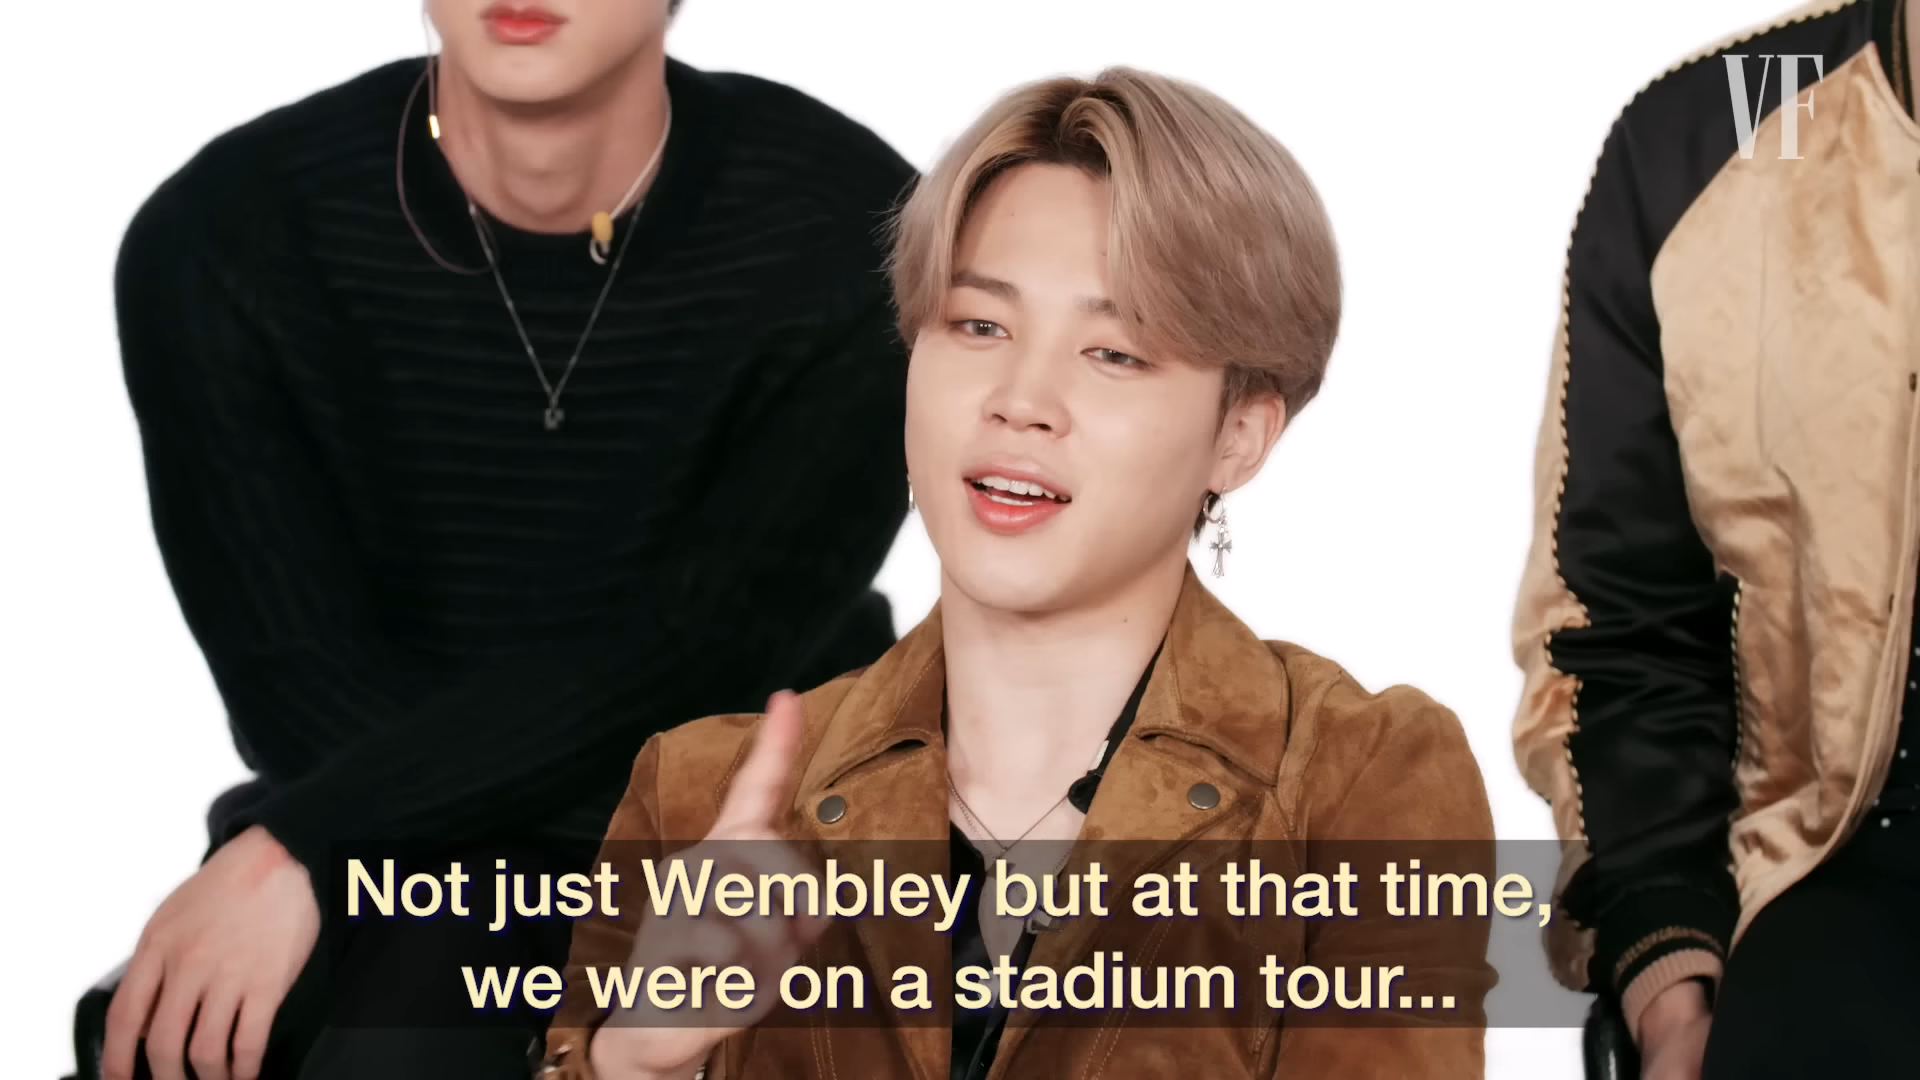 VF
Not just Wembley but at that time,
we were on a stadium tour...